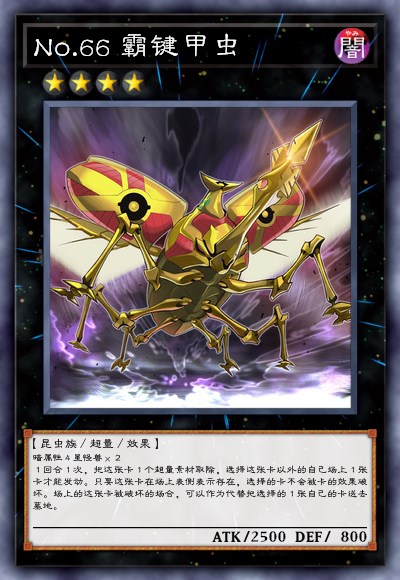 No.66 霸键甲虫
やみ
闇
【昆虫族／超量／效果】
暗属性4星怪兽×2
1回合1次，把这张卡1个超量素材取除，选择这张卡以外的自己场上1张
卡才能发动。只要这张卡在场上表侧表示存在，选择的卡不会被卡的效果破
坏。场上的这张卡被破坏的场合，可以作为代替把选择的1张自己的卡送去
墓地。
ATK/2500 DEF/ 800